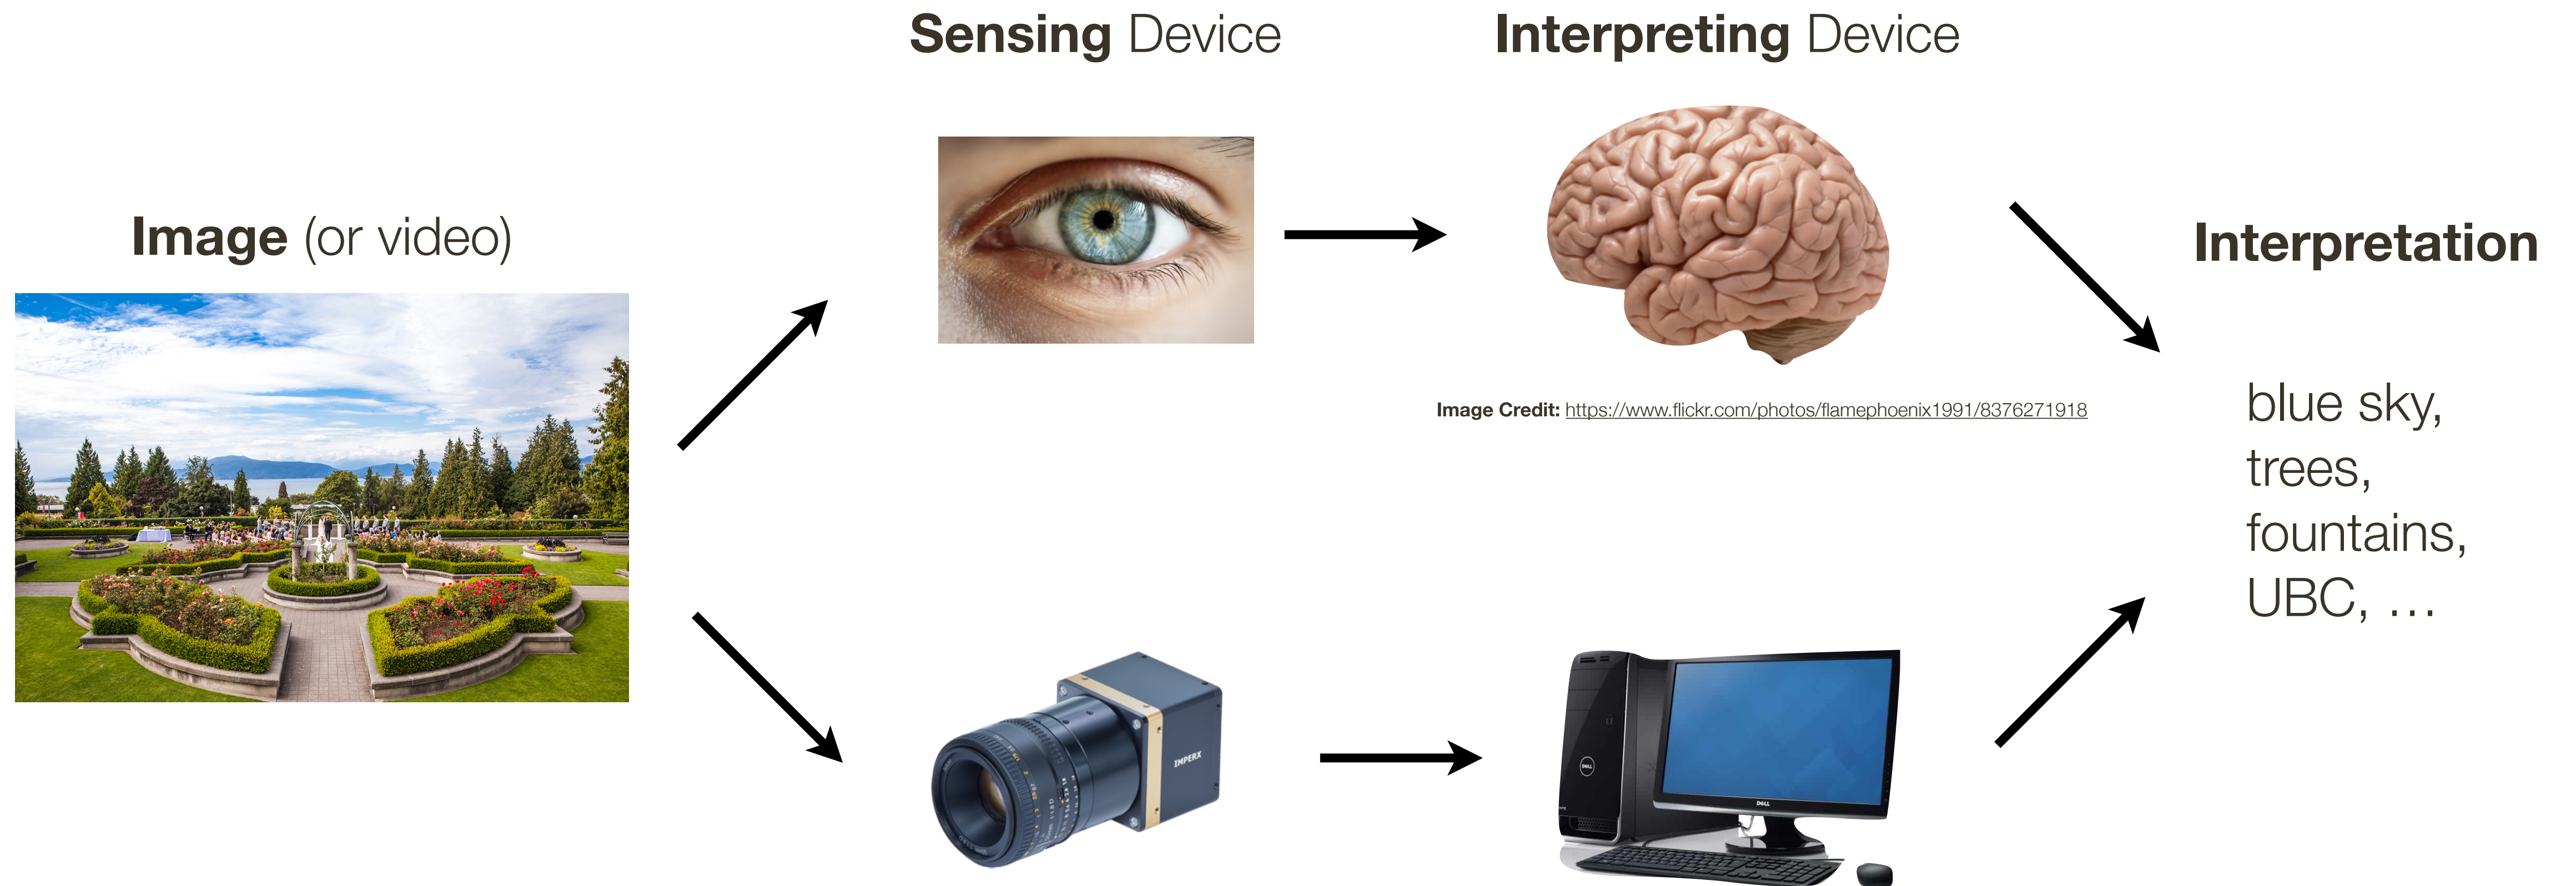 Sensing Device
Interpreting Device
Image (or video)
Interpretation
Image Credit: https://www.flickr.com/photos/flamephoenix1991/8376271918
blue sky,
trees,
fountains,
UBC, …
IMPERX
DELL
DELL